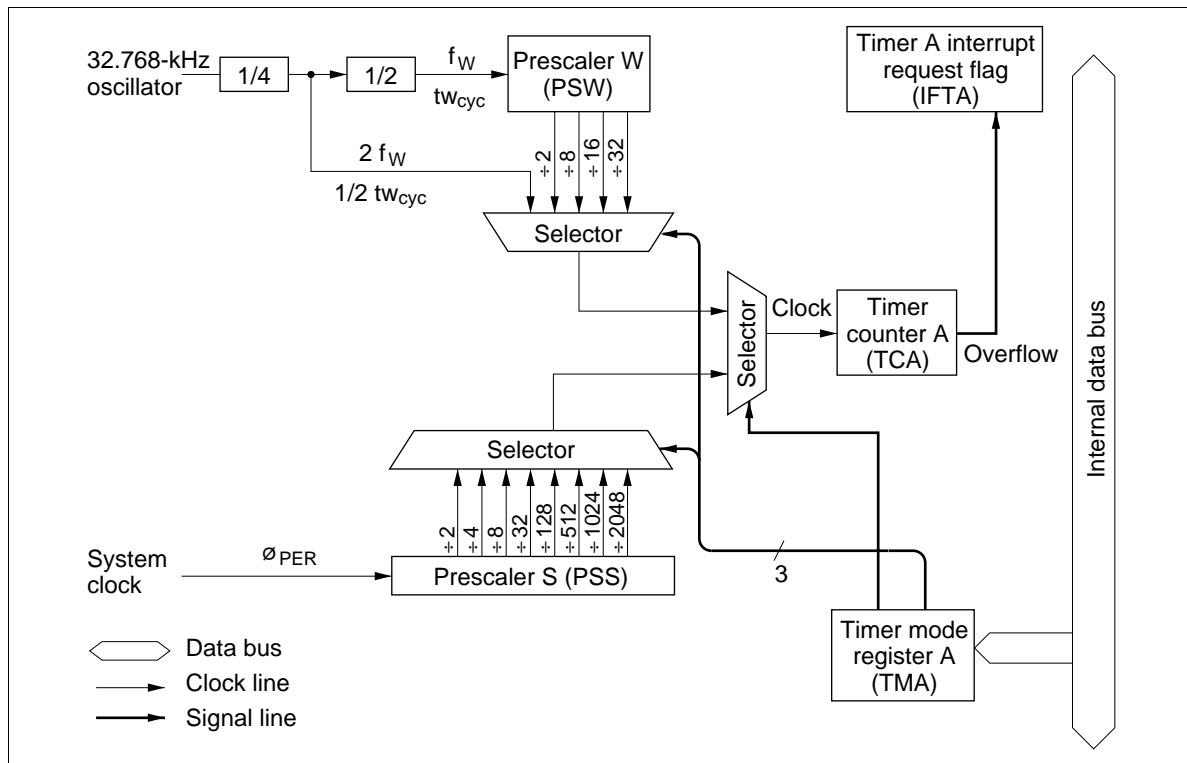 32.768-kHz
oscillator
1/4
1/2
fW
twcyc
Prescaler W
(PSW)
Timer A interrupt
request flag
(IFTA)
2 fW
1/2 twcyc
÷2
÷8
÷16
÷32
Selector
Selector
Clock
Timer
counter A
(TCA)
Overflow
Internal data bus
Selector
÷2
÷4
÷8
÷32
÷128
÷512
÷1024
÷2048
System
clock
øPER
Prescaler S (PSS)
3
Timer mode
register A
(TMA)
Data bus
Clock line
Signal line